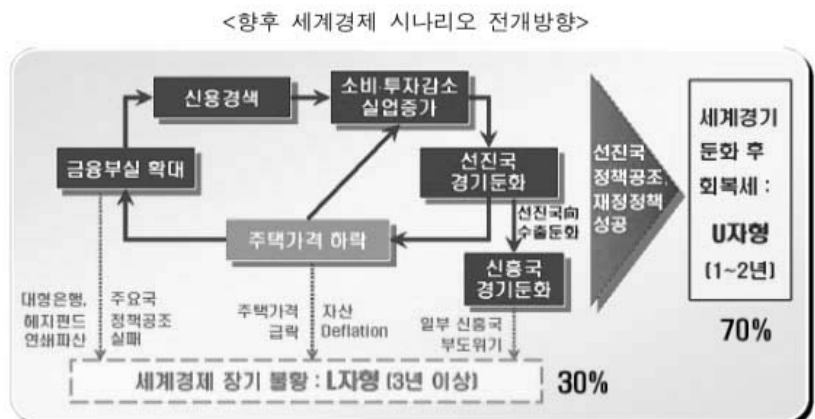 <향후 세계경제 시나리오 전개방향>
신용경색
소비·투자감소
실업증가
금융부실 확대
선진국
경기둔화
주택가격 하락
선진국向
수출둔화
신흥국
경기둔화
대형은행,
헤지펀드
연쇄파산
주요국
정책공조
실패
주택가격
급락
자산
Deflation
일부 신흥국
부도위기
세계경제 장기 불황 : L자형 (3년 이상)
30%
선진국
정책공조,
재정정책
성공
세계경기
둔화 후
회복세 :
U자형
(1~2년)
70%